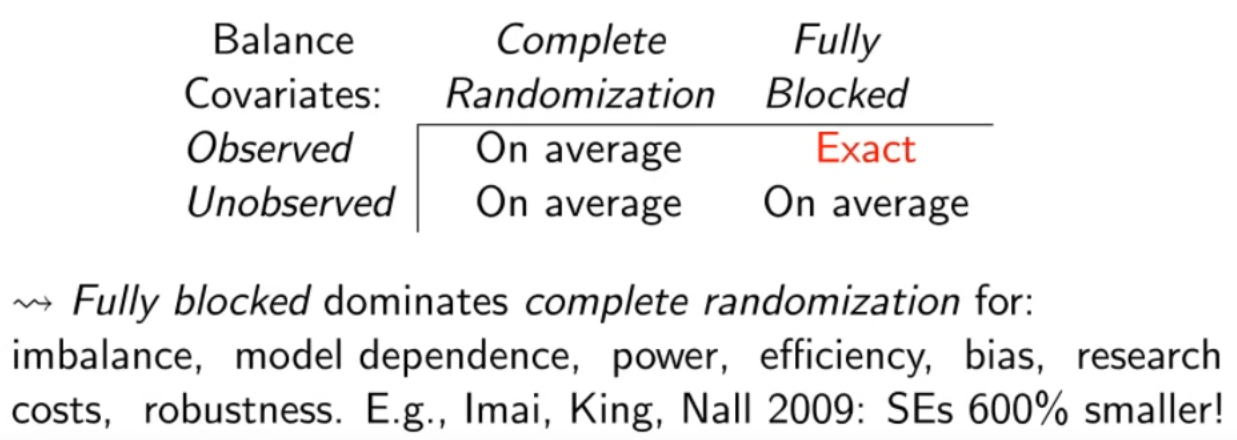 Balance Complete Fully
Covariates: Randomization Blocked
Observed On average Exact
Unobserved On average On average
⇝ Fully blocked dominates complete randomization for:
imbalance, model dependence, power, efficiency, bias, research
costs, robustness. E.g., Imai, King, Nall 2009: SEs 600% smaller!